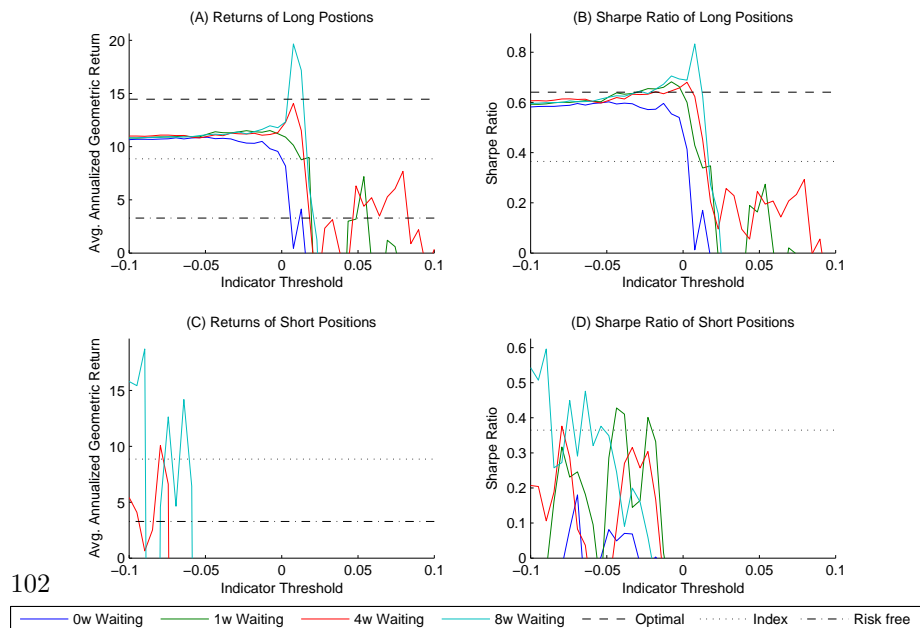 (A) Returns of Long Postions
20
15
10
5
0
−0.1
−0.05
0
0.05
0.1
Indicator Threshold
Avg. Annualized Geometric Return
(B) Sharpe Ratio of Long Positions
0.8
0.6
0.4
0.2
0
−0.1
−0.05
0
0.05
0.1
Indicator Threshold
Sharpe Ratio
(C) Returns of Short Positions
15
10
5
0
−0.1
−0.05
0
0.05
0.1
Indicator Threshold
Avg. Annualized Geometric Return
(D) Sharpe Ratio of Short Positions
0.6
0.5
0.4
0.3
0.2
0.1
0
−0.1
−0.05
0
0.05
0.1
Indicator Threshold
Sharpe Ratio
102
0w Waiting
1w Waiting
4w Waiting
8w Waiting
Optimal
Index
Risk free